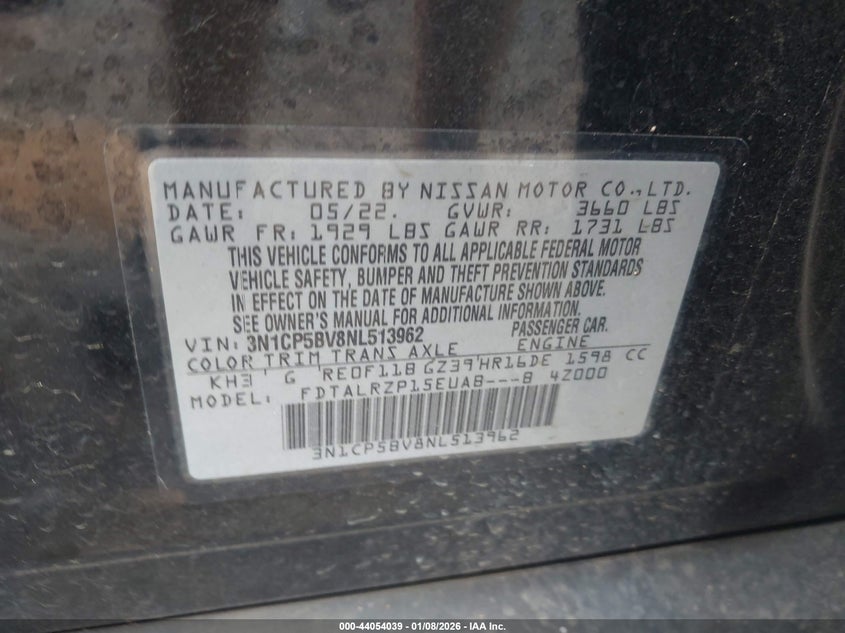 MANUFACTURED BY NISSAN MOTOR CO., LTD.
DATE: 05/22. GVWR: 3660 LBS
GAWR FR: 1929 LBS GAWR RR: 1731 LBS
THIS VEHICLE CONFORMS TO ALL APPLICABLE FEDERAL MOTOR
VEHICLE SAFETY, BUMPER AND THEFT PREVENTION STANDARDS
IN EFFECT ON THE DATE OF MANUFACTURE SHOWN ABOVE.
SEE OWNER'S MANUAL FOR ADDITIONAL INFORMATION.
VIN: 3N1CP5BV8NL513962 PASSENGER CAR.
COLOR TRIM TRANS AXLE ENGINE
KH3 G RE0F11B GZ39 HR16DE 1598 CC
MODEL: FDTALRZP15EUAB---B 4Z000
3N1CP5BV8NL513962
000-44054039 - 01/08/2026 - IAA Inc.